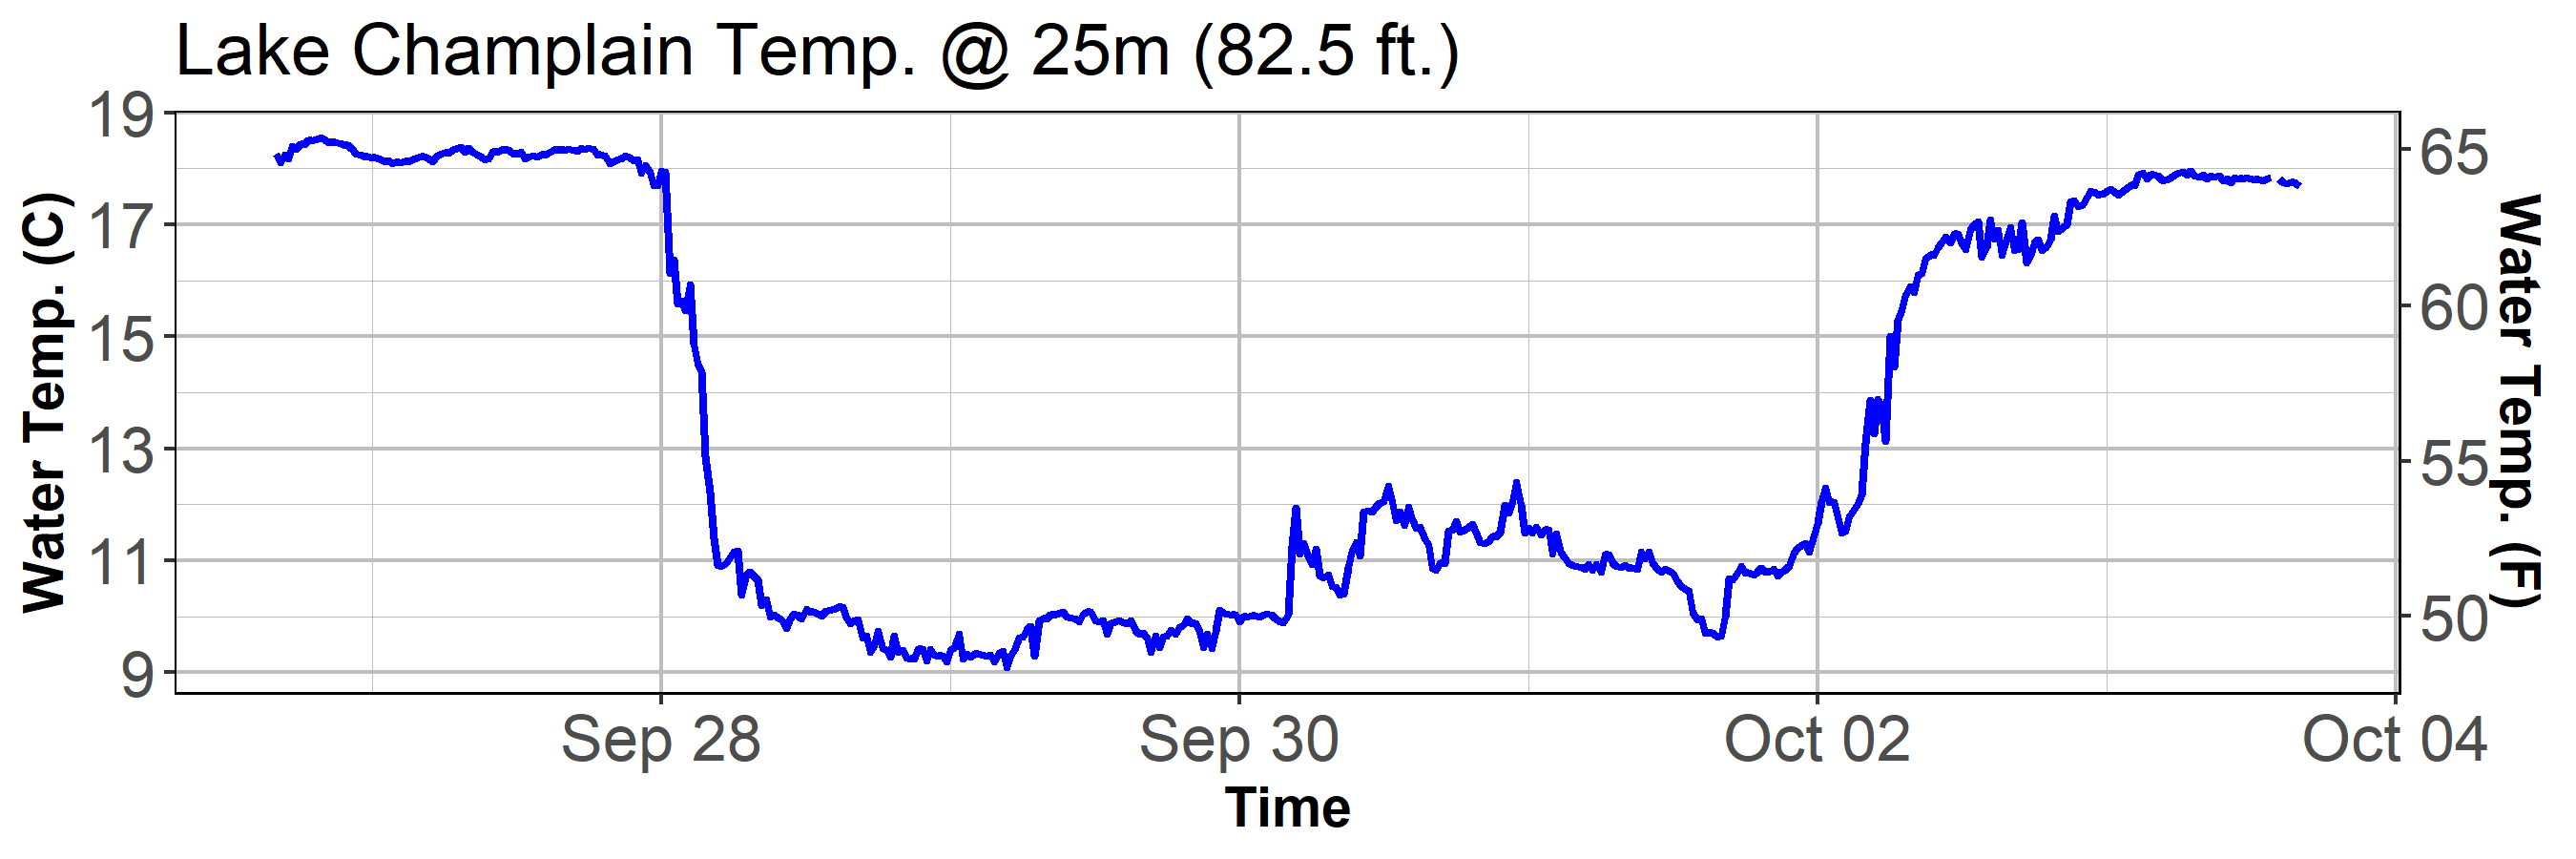 Lake Champlain Temp. @ 25m (82.5 ft.)
19
17
15
13
11
9
Water Temp. (C)
65
60
55
50
Water Temp. (F)
Sep 28
Sep 30
Oct 02
Oct 04
Time